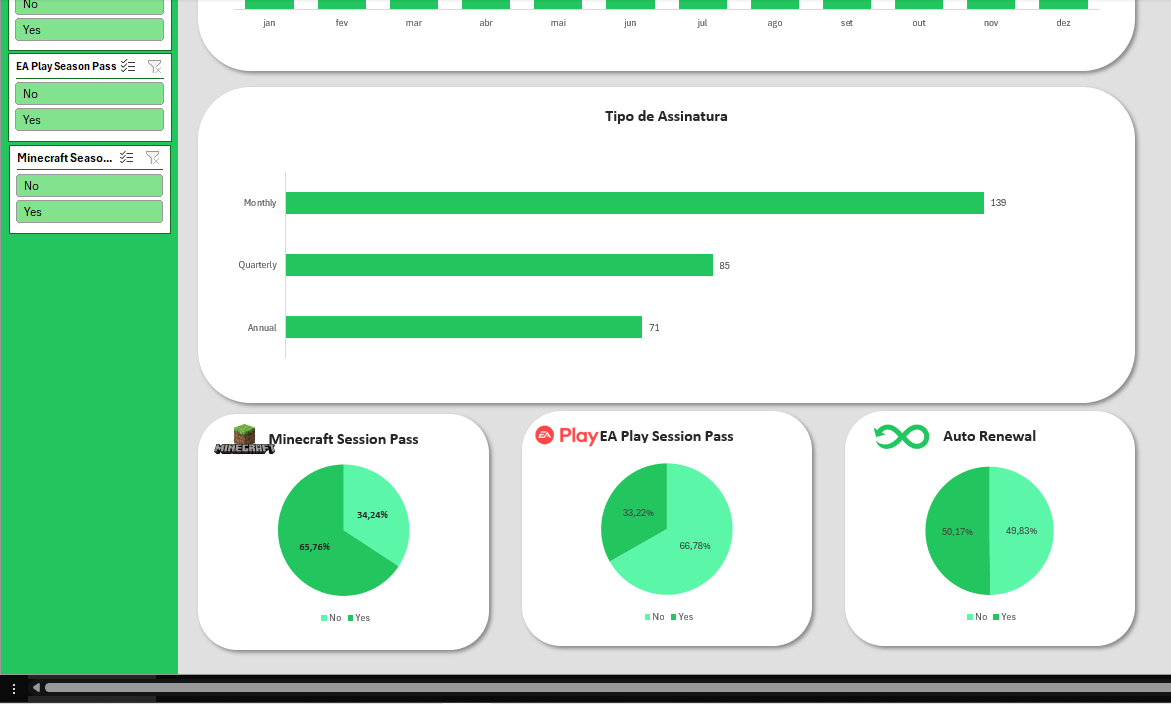 No
Yes
EA Play Season Pass
No
Yes
Minecraft Seaso...
No
Yes
jan fev mar abr mai jun jul ago set out nov dez
Tipo de Assinatura
Monthly 139
Quarterly 85
Annual 71
MINECRAFT Minecraft Session Pass
34,24%
65,76%
No Yes
EA Play EA Play Session Pass
33,22%
66,78%
No Yes
Auto Renewal
50,17% 49,83%
No Yes